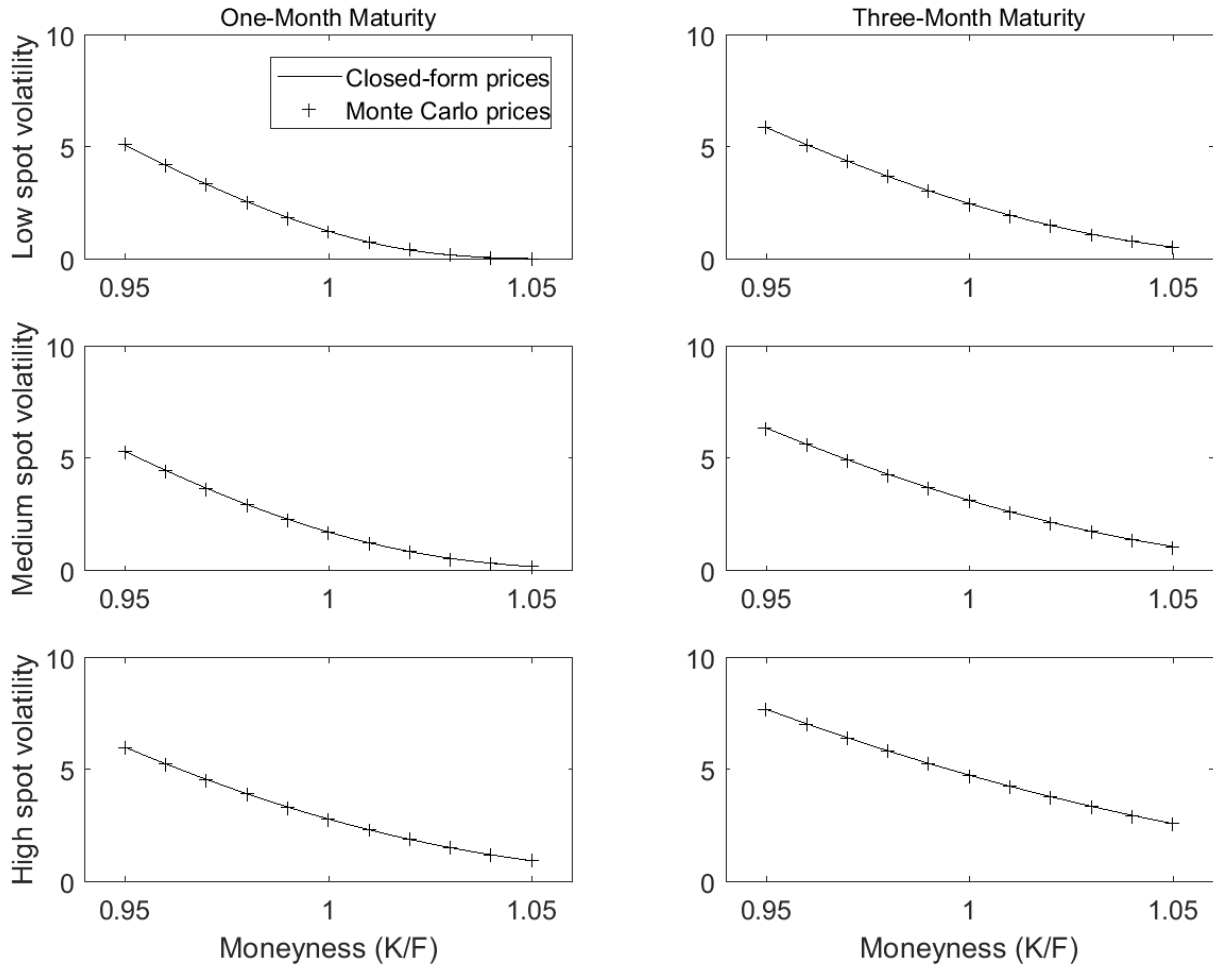 One-Month Maturity
Low spot volatility
10
5
0
0.95 1 1.05
Closed-form prices
Monte Carlo prices
Three-Month Maturity
10
5
0
0.95 1 1.05
Medium spot volatility
10
5
0
0.95 1 1.05
10
5
0
0.95 1 1.05
High spot volatility
10
5
0
0.95 1 1.05
Moneyness (K/F)
10
5
0
0.95 1 1.05
Moneyness (K/F)